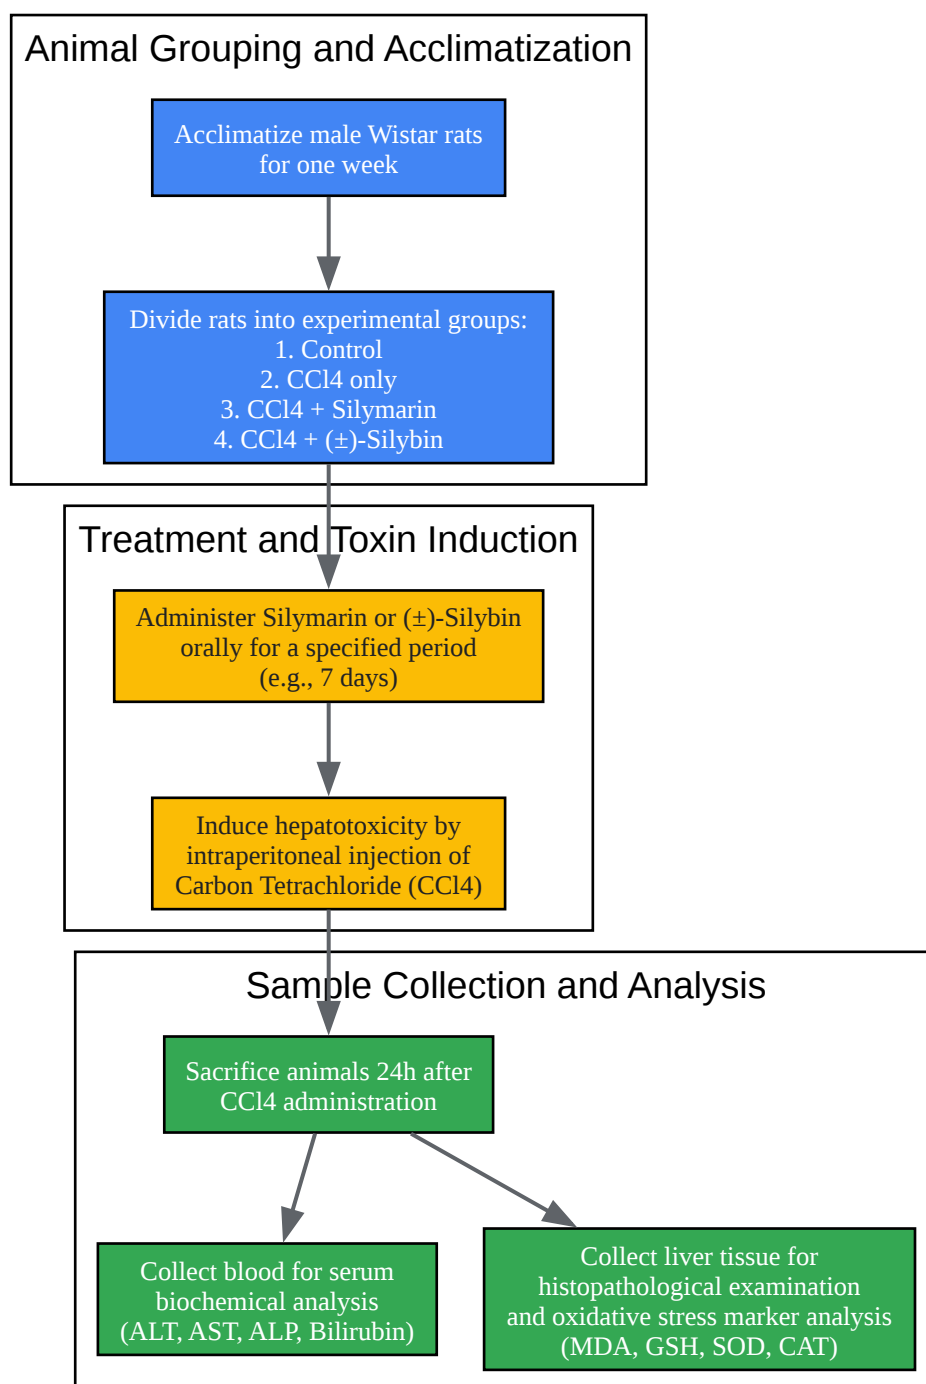 Animal Grouping and Acclimatization
Acclimatize male Wistar rats
for one week
Divide rats into experimental groups:
1. Control
2. CCl4 only
3. CCl4 + Silymarin
4. CCl4 + (±)-Silybin
Treatment and Toxin Induction
Administer Silymarin or (±)-Silybin
orally for a specified period
(e.g., 7 days)
Induce hepatotoxicity by
intraperitoneal injection of
Carbon Tetrachloride (CCl4)
Sample Collection and Analysis
Sacrifice animals 24h after
CCl4 administration
Collect blood for serum
biochemical analysis
(ALT, AST, ALP, Bilirubin)
Collect liver tissue for
histopathological examination
and oxidative stress marker analysis
(MDA, GSH, SOD, CAT)